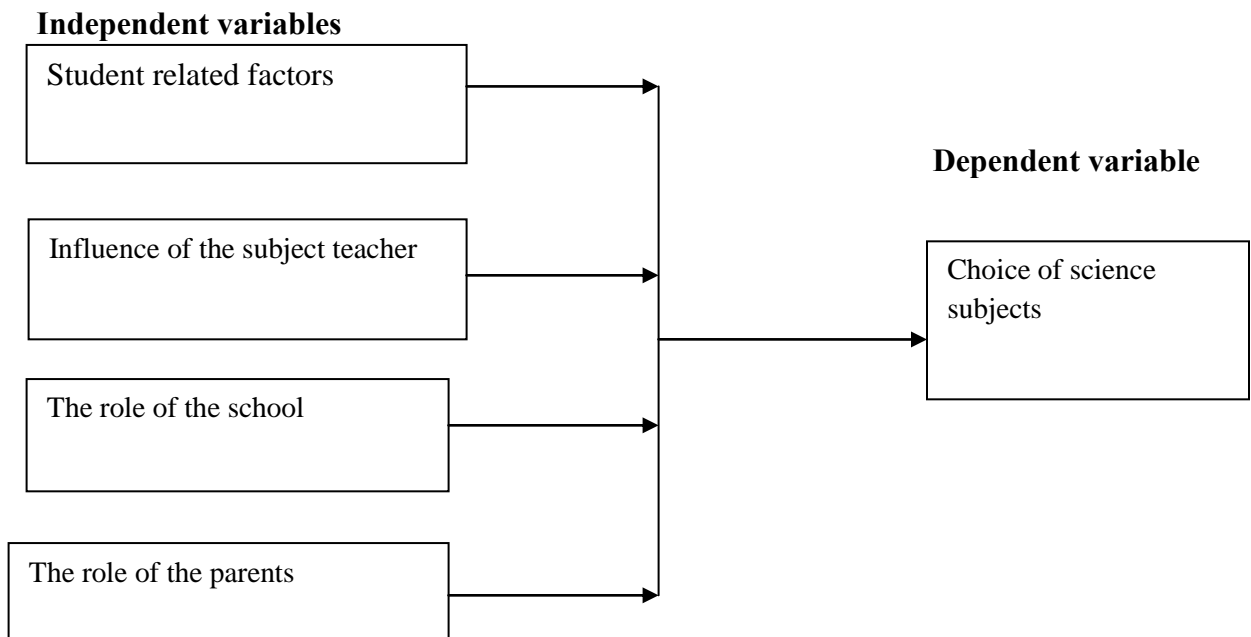 Independent variables
Student related factors
Influence of the subject teacher
The role of the school
The role of the parents
Dependent variable
Choice of science
subjects